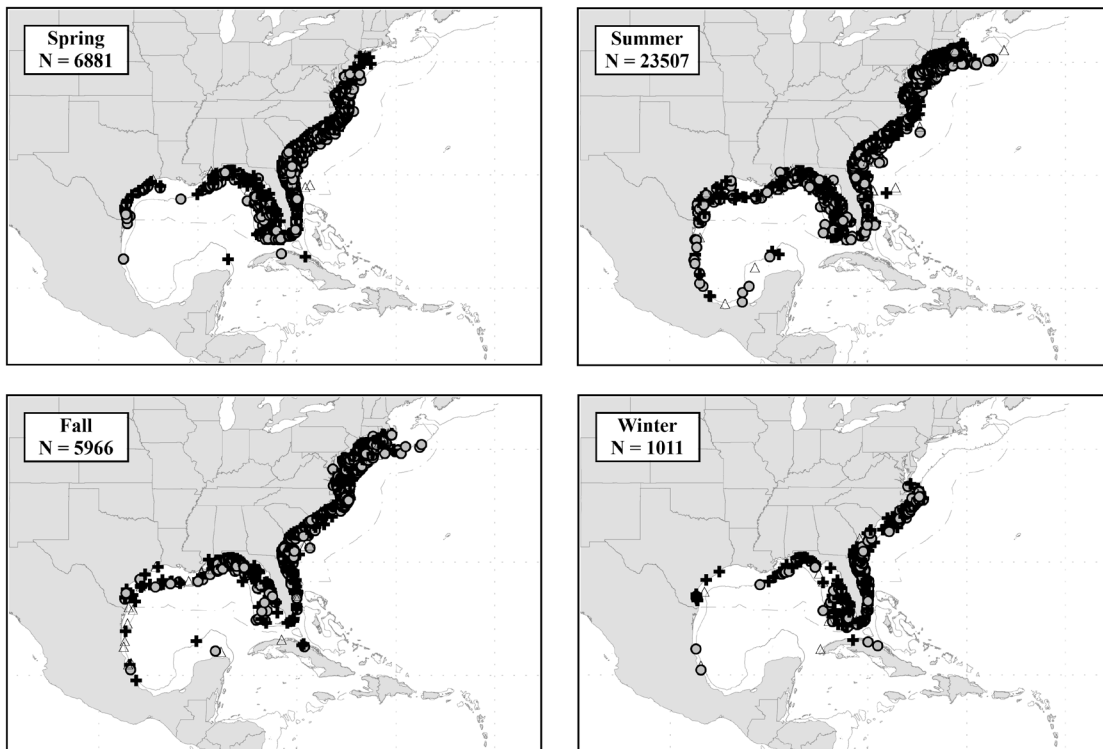 Spring
N = 6881
Summer
N = 23507
Fall
N = 5966
Winter
N = 1011